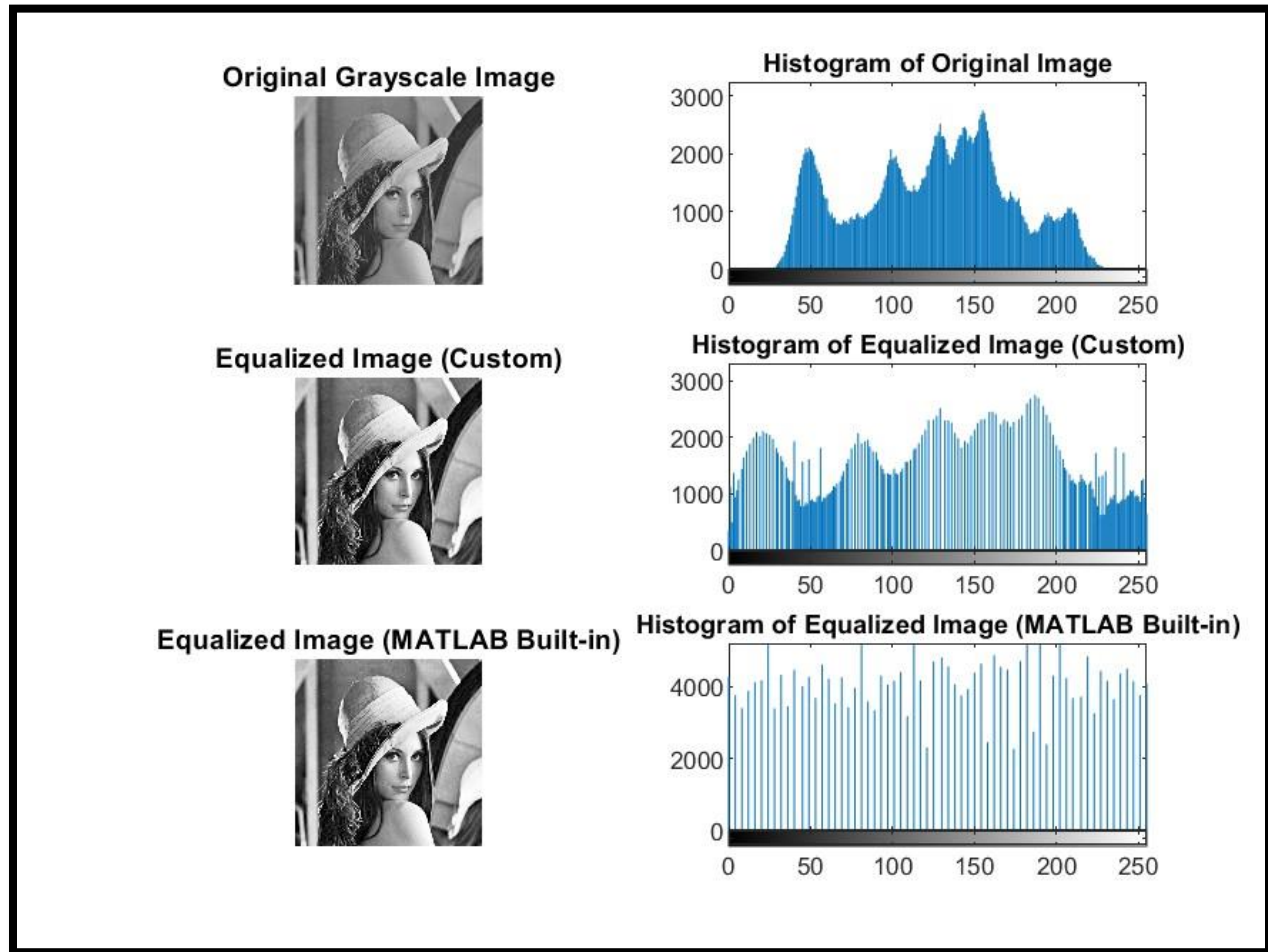 Original Grayscale Image
Histogram of Original Image
3000
2000
1000
0
0 50 100 150 200 250
Equalized Image (Custom)
Histogram of Equalized Image (Custom)
3000
2000
1000
0
0 50 100 150 200 250
Equalized Image (MATLAB Built-in)
Histogram of Equalized Image (MATLAB Built-in)
4000
2000
0
0 50 100 150 200 250